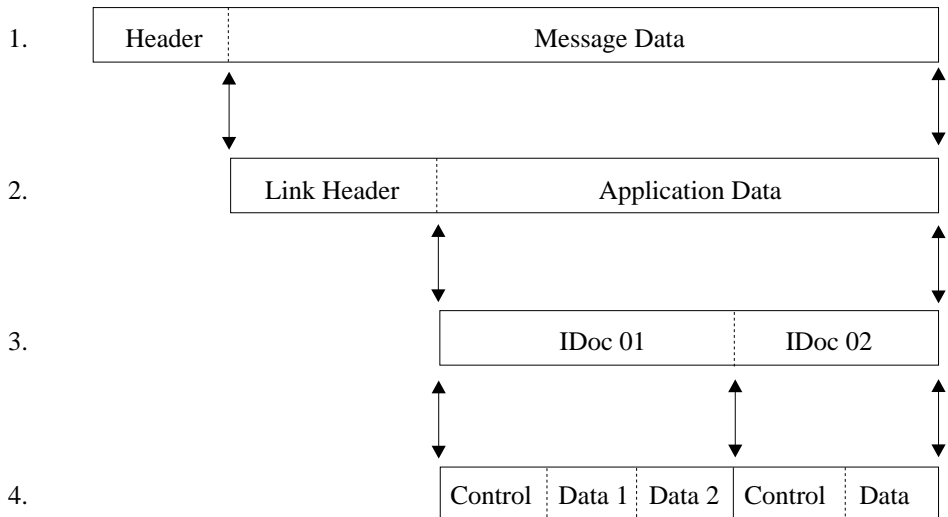 1. Header Message Data
2. Link Header Application Data
3. IDoc 01 IDoc 02
4. Control Data 1 Data 2 Control Data